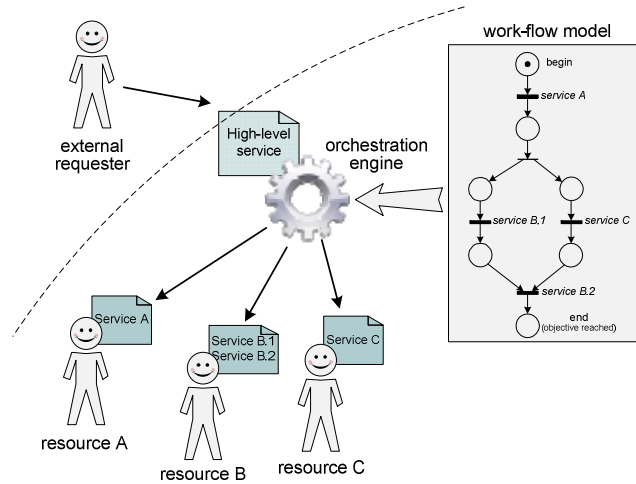 work-flow model
begin
service A
service B.1
service C
service B.2
end
(objective reached)
external
requester
High-level
service
orchestration
engine
Service A
Service B.1
Service B.2
Service C
resource A
resource B
resource C